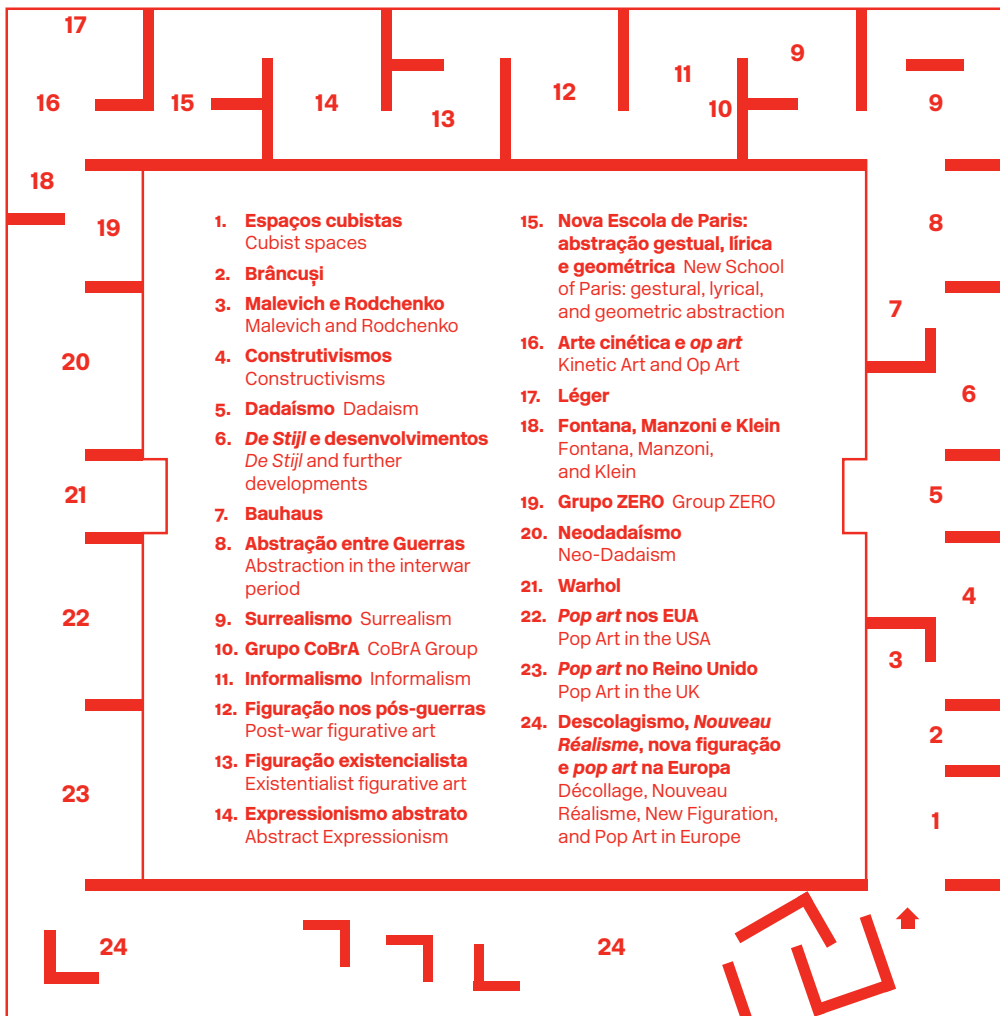 17
9
11
12
16
15
14
10
9
13
18
19
8
7
20
6
21
5
22
4
3
2
23
1
24
24
1. Espaços cubistas
Cubist spaces
2. Brâncuși
3. Malevich e Rodchenko
Malevich and Rodchenko
4. Construtivismos
Constructivisms
5. Dadaísmo Dadaism
6. De Stijl e desenvolvimentos
De Stijl and further
developments
7. Bauhaus
8. Abstração entre Guerras
Abstraction in the interwar
period
9. Surrealismo Surrealism
10. Grupo CoBrA CoBrA Group
11. Informalismo Informalism
12. Figuração nos pós-guerras
Post-war figurative art
13. Figuração existencialista
Existentialist figurative art
14. Expressionismo abstrato
Abstract Expressionism
15. Nova Escola de Paris:
abstração gestual, lírica
e geométrica New School
of Paris: gestural, lyrical,
and geometric abstraction
16. Arte cinética e op art
Kinetic Art and Op Art
17. Léger
18. Fontana, Manzoni e Klein
Fontana, Manzoni,
and Klein
19. Grupo ZERO Group ZERO
20. Neodadaísmo
Neo-Dadaism
21. Warhol
22. Pop art nos EUA
Pop Art in the USA
23. Pop art no Reino Unido
Pop Art in the UK
24. Descolagismo, Nouveau
Réalisme, nova figuração
e pop art na Europa
Décollage, Nouveau
Réalisme, New Figuration,
and Pop Art in Europe